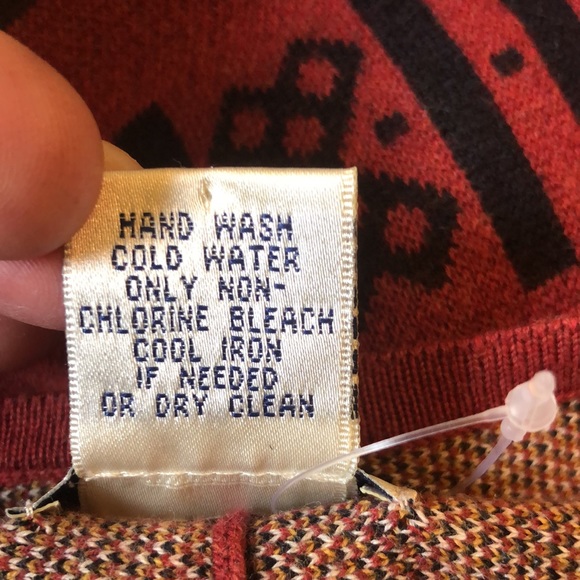 HAND WASH
COLD WATER
ONLY NON-
CHLORINE BLEACH
COOL IRON
IF NEEDED
OR DRY CLEAN